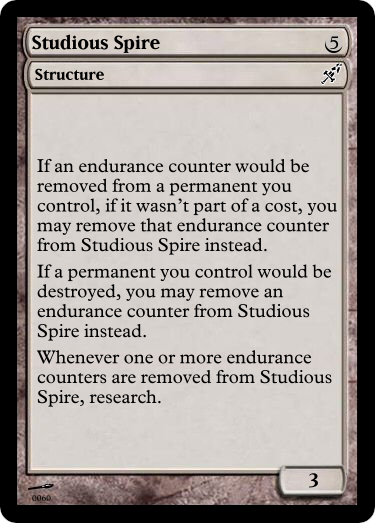 Studious Spire 5
Structure
If an endurance counter would be
removed from a permanent you
control, if it wasn't part of a cost, you
may remove that endurance counter
from Studious Spire instead.
If a permanent you control would be
destroyed, you may remove an
endurance counter from Studious
Spire instead.
Whenever one or more endurance
counters are removed from Studious
Spire, research.
3
0060